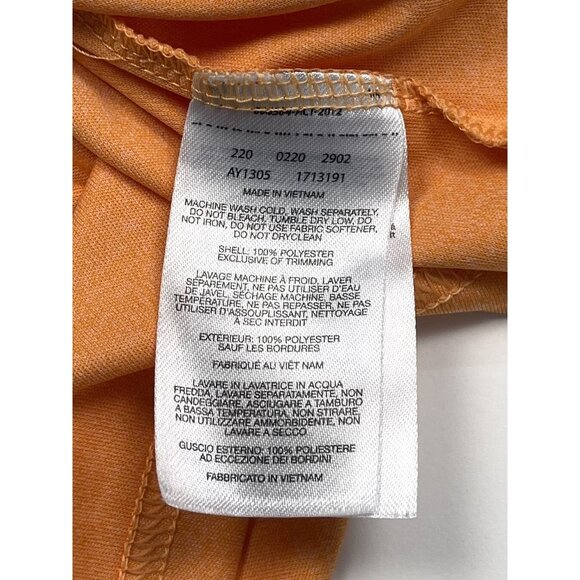 220 0220 2902
AY1305 1713191
MADE IN VIETNAM
MACHINE WASH COLD, WASH SEPARATELY,
DO NOT BLEACH, TUMBLE DRY LOW, DO
NOT IRON, DO NOT USE FABRIC SOFTENER,
DO NOT DRYCLEAN
SHELL: 100% POLYESTER
EXCLUSIVE OF TRIMMING
LAVAGE MACHINE À FROID, LAVER
SÉPAREMENT, NE PAS UTILISER D'EAU
DE JAVEL, SÉCHAGE MACHINE, BASSE
TEMPÉRATURE, NE PAS REPASSER, NE PAS
UTILISER D'ASSOUPLISSANT, NETTOYAGE
À SEC INTERDIT
EXTÉRIEUR: 100% POLYESTER
SAUF LES BORDURES
FABRIQUÉ AU VIÊT NAM
LAVARE IN LAVATRICE IN ACQUA
FREDDA, LAVARE SEPARATAMENTE, NON
CANDEGGIARE, ASCIUGARE A TAMBURO
A BASSA TEMPERATURA, NON STIRARE,
NON UTILIZZARE AMMORBIDENTE, NON
LAVARE A SECCO
GUSCIO ESTERNO: 100% POLIESTERE
AD ECCEZIONE DEI BORDINI
FABBRICATO IN VIETNAM